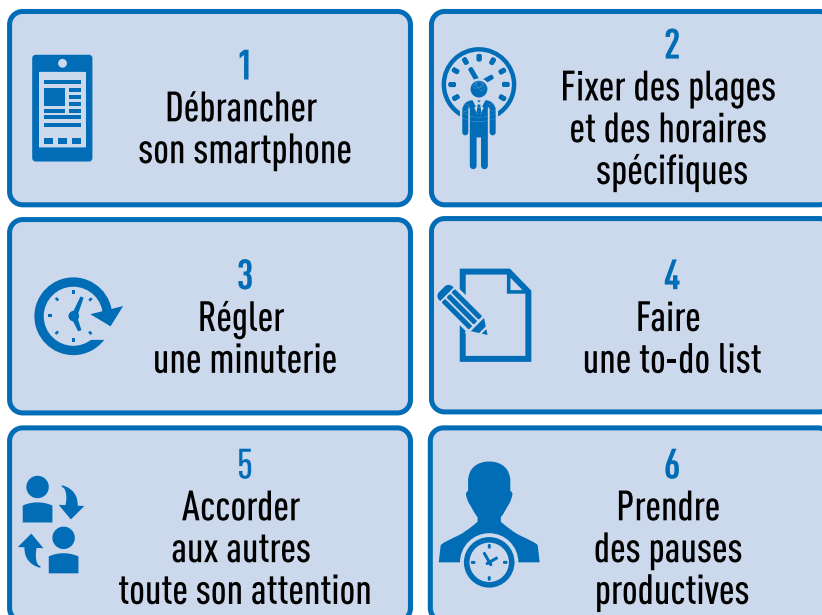 1
Débrancher
son smartphone
2
Fixer des plages
et des horaires
spécifiques
3
Régler
une minuterie
4
Faire
une to-do list
5
Accorder
aux autres
toute son attention
6
Prendre
des pauses
productives